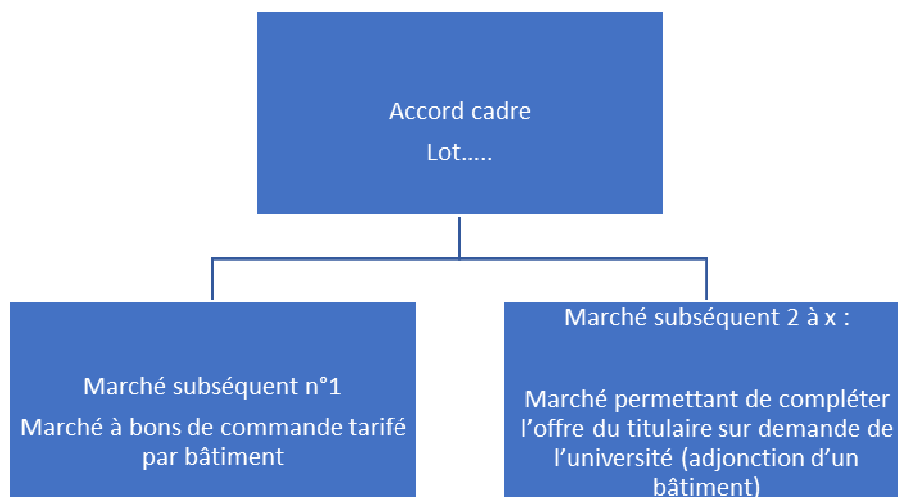 Accord cadre
Lot.....
Marché subséquent n°1
Marché à bons de commande tarifé
par bâtiment
Marché subséquent 2 à x :
Marché permettant de compléter
l’offre du titulaire sur demande de
l’université (adjonction d’un
bâtiment)